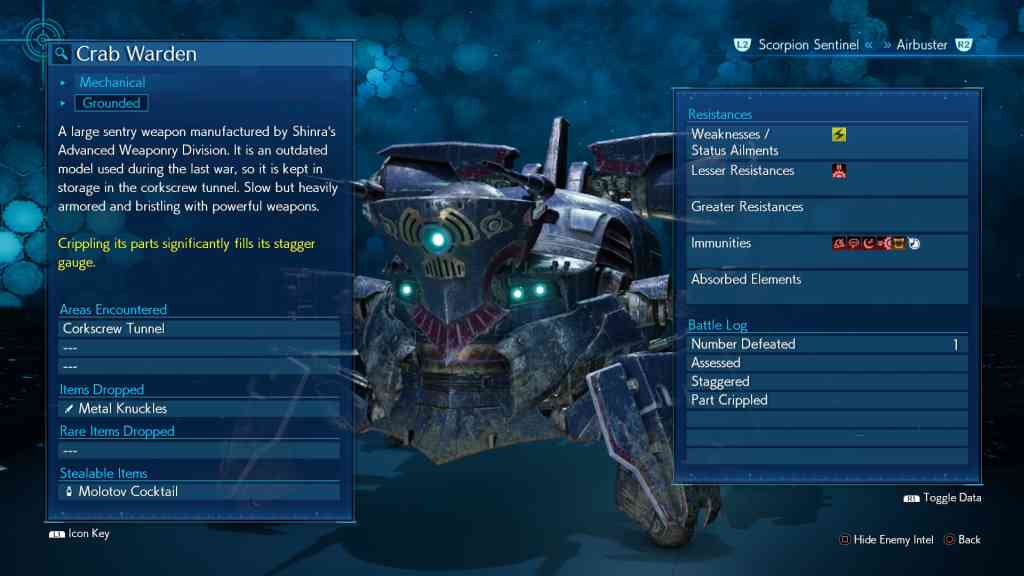 Crab Warden
Mechanical
Grounded
A large sentry weapon manufactured by Shinra's
Advanced Weaponry Division. It is an outdated
model used during the last war, so it is kept in
storage in the corkscrew tunnel. Slow but heavily
armored and bristling with powerful weapons.
Crippling its parts significantly fills its stagger
gauge.
Areas Encountered
Corkscrew Tunnel
---
---
Items Dropped
Metal Knuckles
Rare Items Dropped
---
Stealable Items
Molotov Cocktail
L1 Icon Key
L2 Scorpion Sentinel « » Airbuster R2
Resistances
Weaknesses /
Status Ailments
Lesser Resistances
Greater Resistances
Immunities
Absorbed Elements
Battle Log
Number Defeated 1
Assessed
Staggered
Part Crippled
R1 Toggle Data
Hide Enemy Intel Back